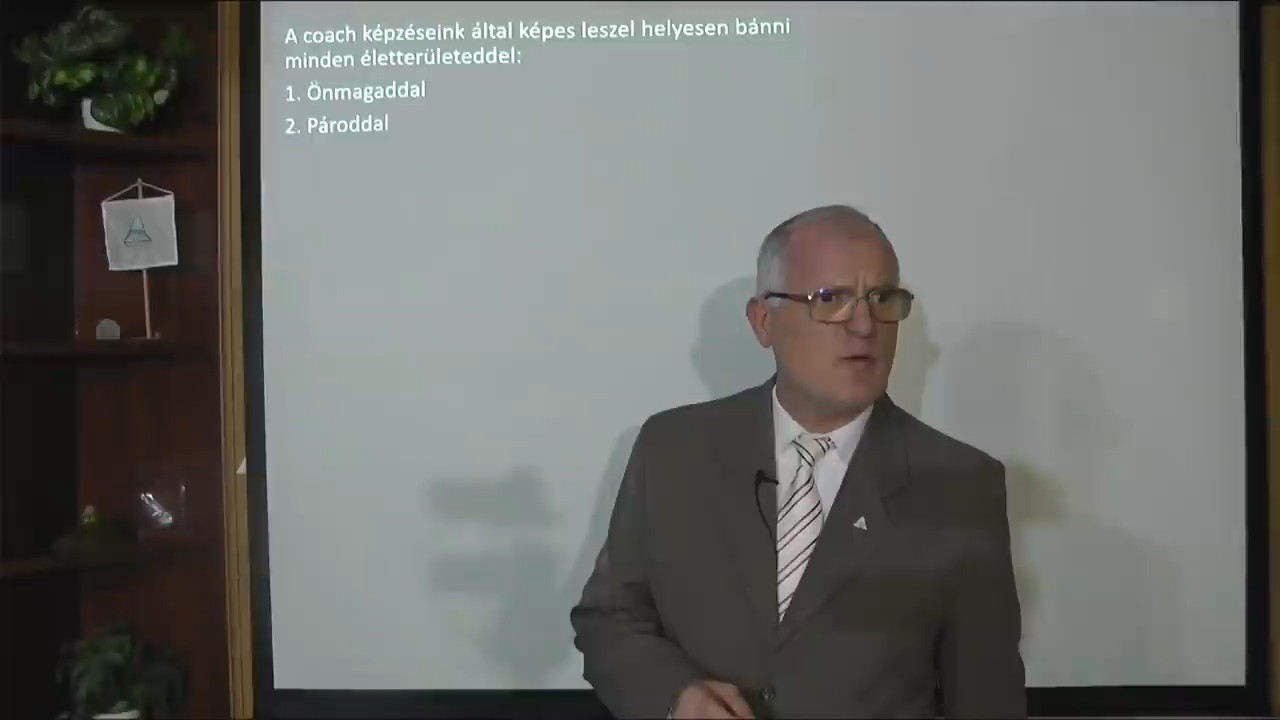 A coach képzéseink által képes leszel helyesen bánni
minden életterületeddel:
1. Önmagaddal
2. Pároddal